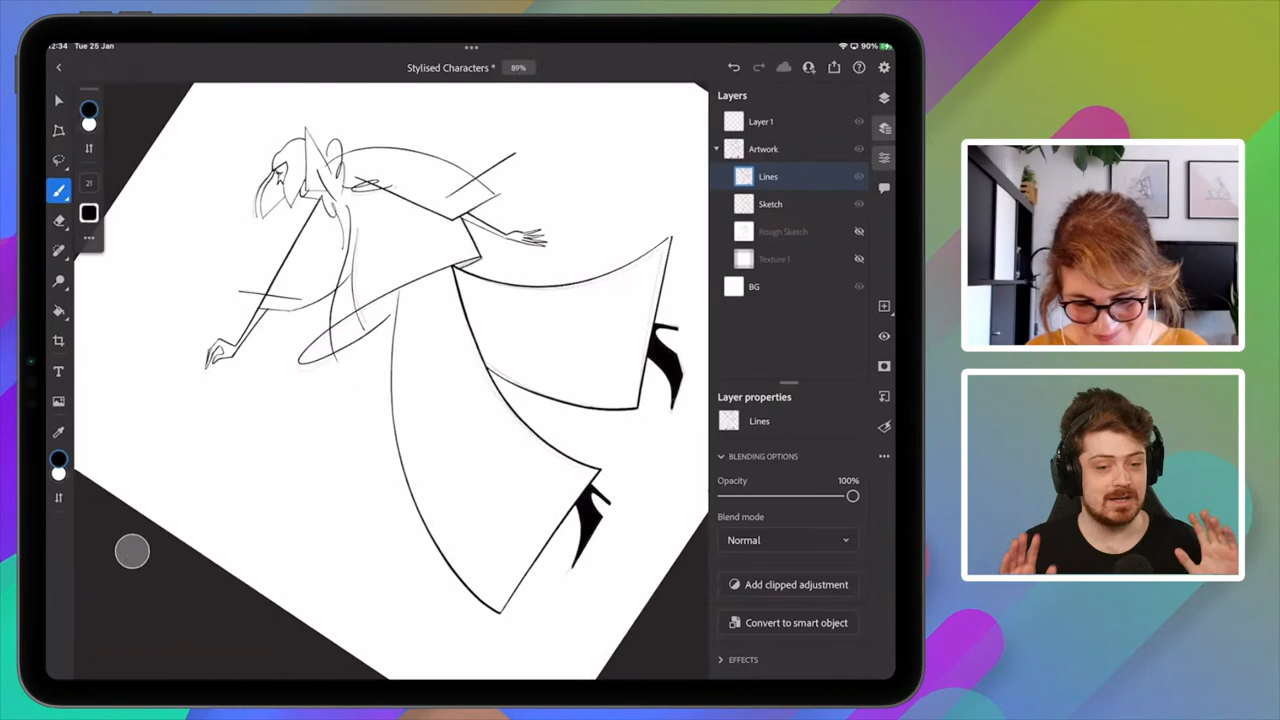 :34 Tue 25 Jan
90%
Stylised Characters * 89%
Layers
Layer 1
Artwork
Lines
Sketch
Rough Sketch
Texture 1
BG
21
T
Layer properties
Lines
BLENDING OPTIONS
Opacity 100%
Blend mode
Normal
Add clipped adjustment
Convert to smart object
EFFECTS